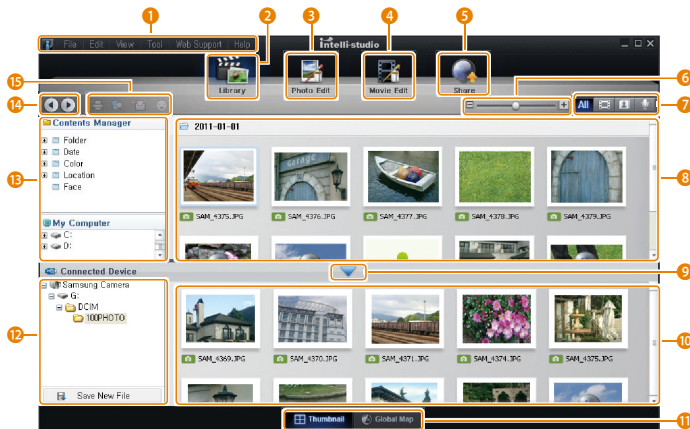 1 2 3 4 5
File Edit View Tool Web Support Help
intelli-studio
Library Photo Edit Movie Edit Share
15 6
14 All 7
Contents Manager
2011-01-01
Folder
Date
Color
Location
Face
13 8
SAM_4375.JPG SAM_4376.JPG SAM_4377.JPG SAM_4378.JPG SAM_4379.JPG
My Computer
C:
D:
Connected Device 9
Samsung Camera
G:
DCIM
100PHOTO
12 10
SAM_4369.JPG SAM_4370.JPG SAM_4371.JPG SAM_4374.JPG SAM_4375.JPG
Save New File
Thumbnail Global Map 11